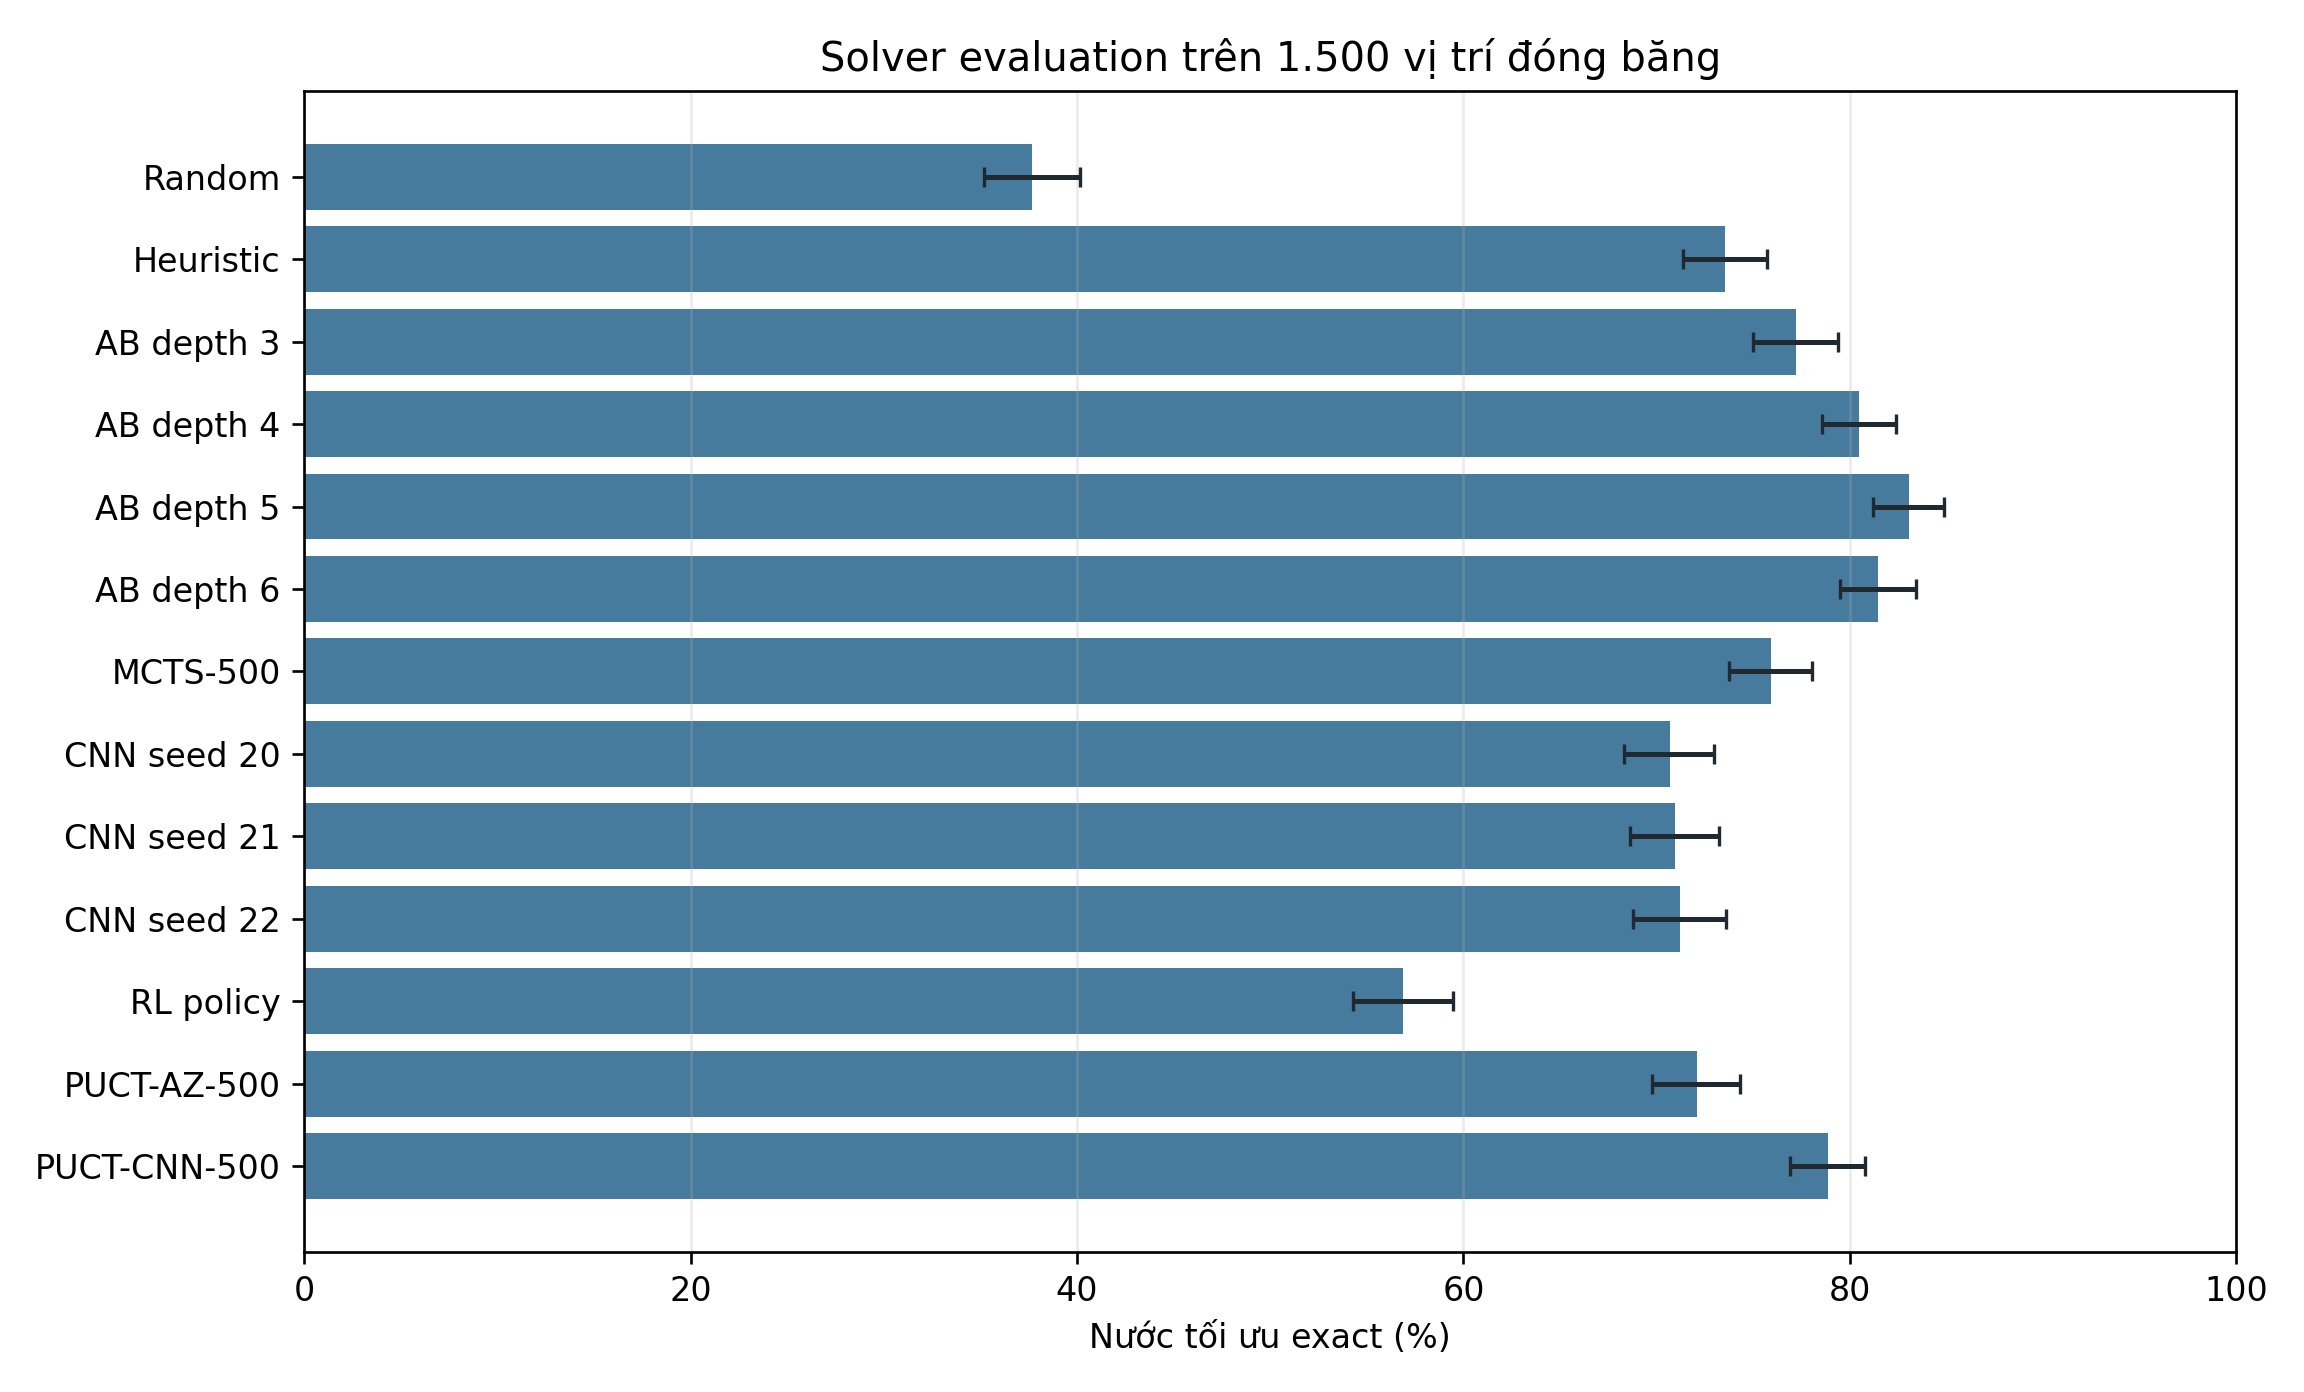 Solver evaluation trên 1.500 vị trí đóng băng
Random
Heuristic
AB depth 3
AB depth 4
AB depth 5
AB depth 6
MCTS-500
CNN seed 20
CNN seed 21
CNN seed 22
RL policy
PUCT-AZ-500
PUCT-CNN-500
0 20 40 60 80 100
Nước tối ưu exact (%)